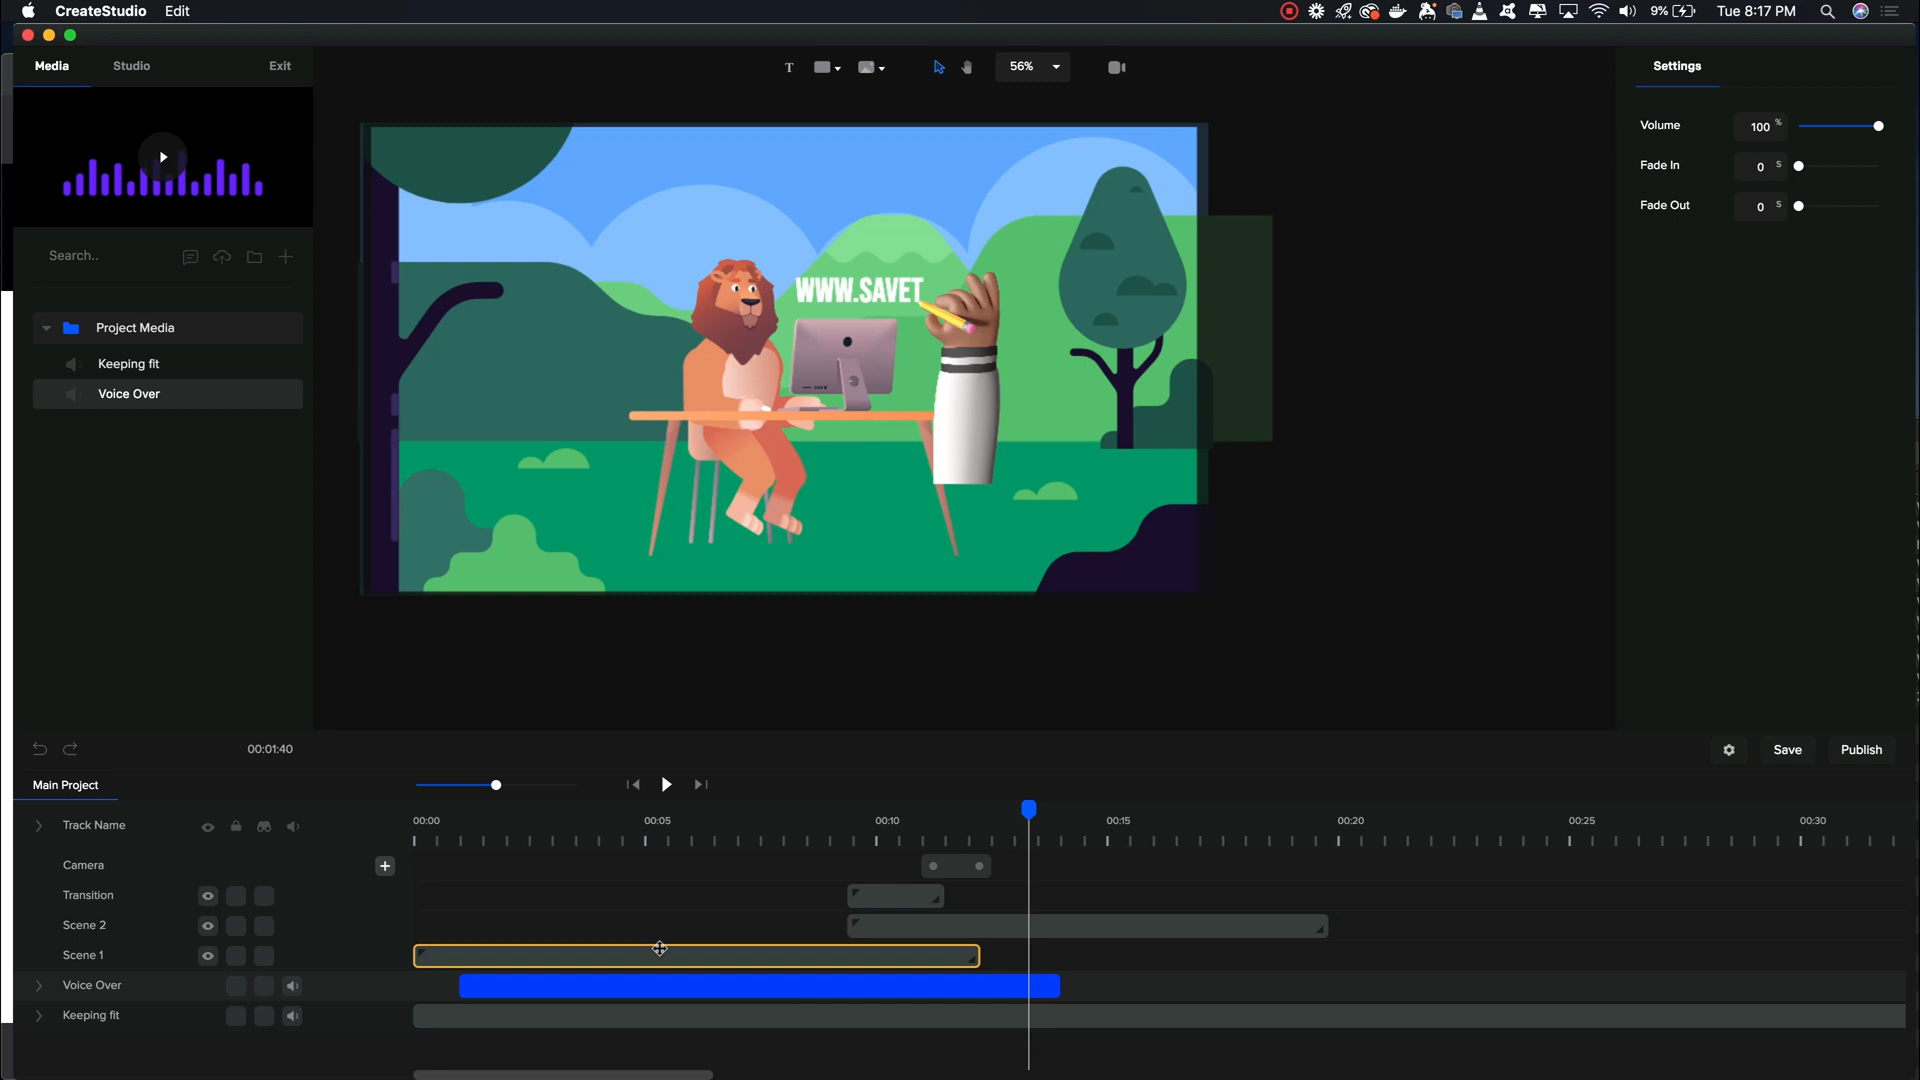 CreateStudio Edit
9% Tue 8:17 PM
Media Studio Exit
T 56%
Settings
Volume 100 %
Fade In 0 S
Fade Out 0 S
Search..
Project Media
Keeping fit
Voice Over
WWW.SAVET
00:01:40
Save Publish
Main Project
Track Name
00:00 00:05 00:10 00:15 00:20 00:25 00:30
Camera
Transition
Scene 2
Scene 1
Voice Over
Keeping fit